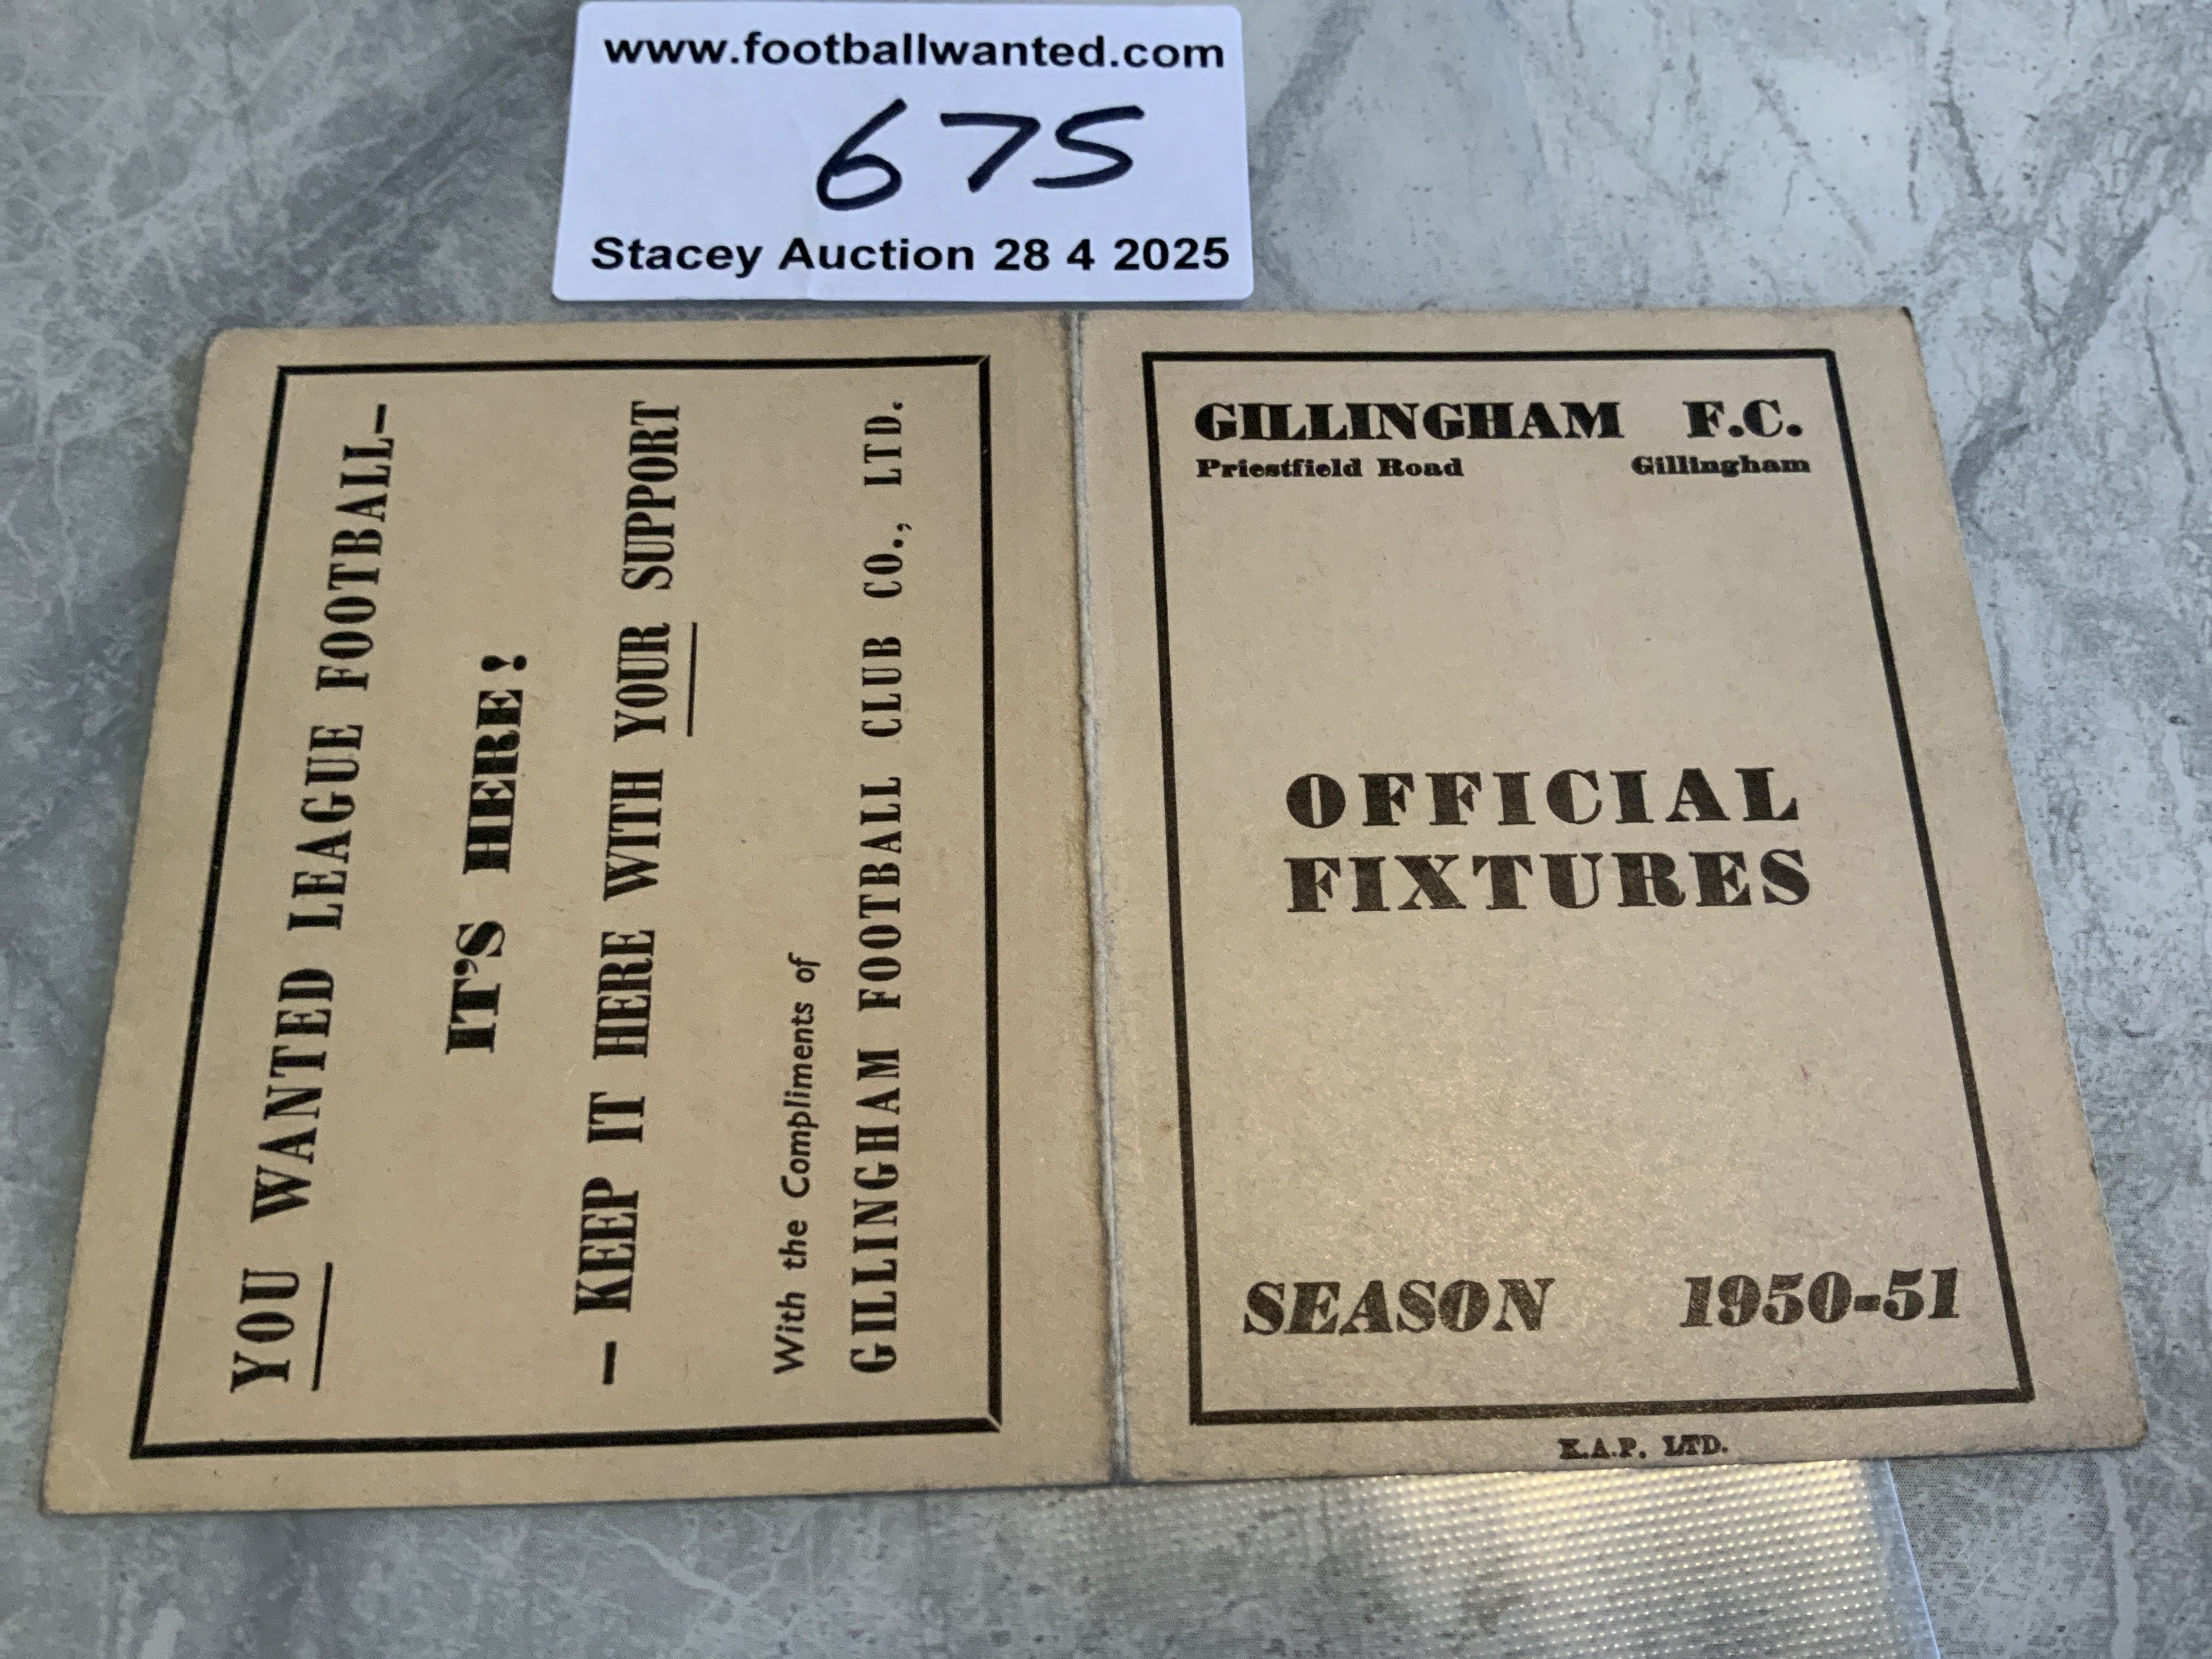 www.footballwanted.com
675
Stacey Auction 28 4 2025
YOU WANTED LEAGUE FOOTBALL–
IT'S HERE!
– KEEP IT HERE WITH YOUR SUPPORT
With the Compliments of
GILLINGHAM FOOTBALL CLUB CO., LTD.
GILLINGHAM F.C.
Priestfield Road Gillingham
OFFICIAL
FIXTURES
SEASON 1950-51
K.A.P. LTD.